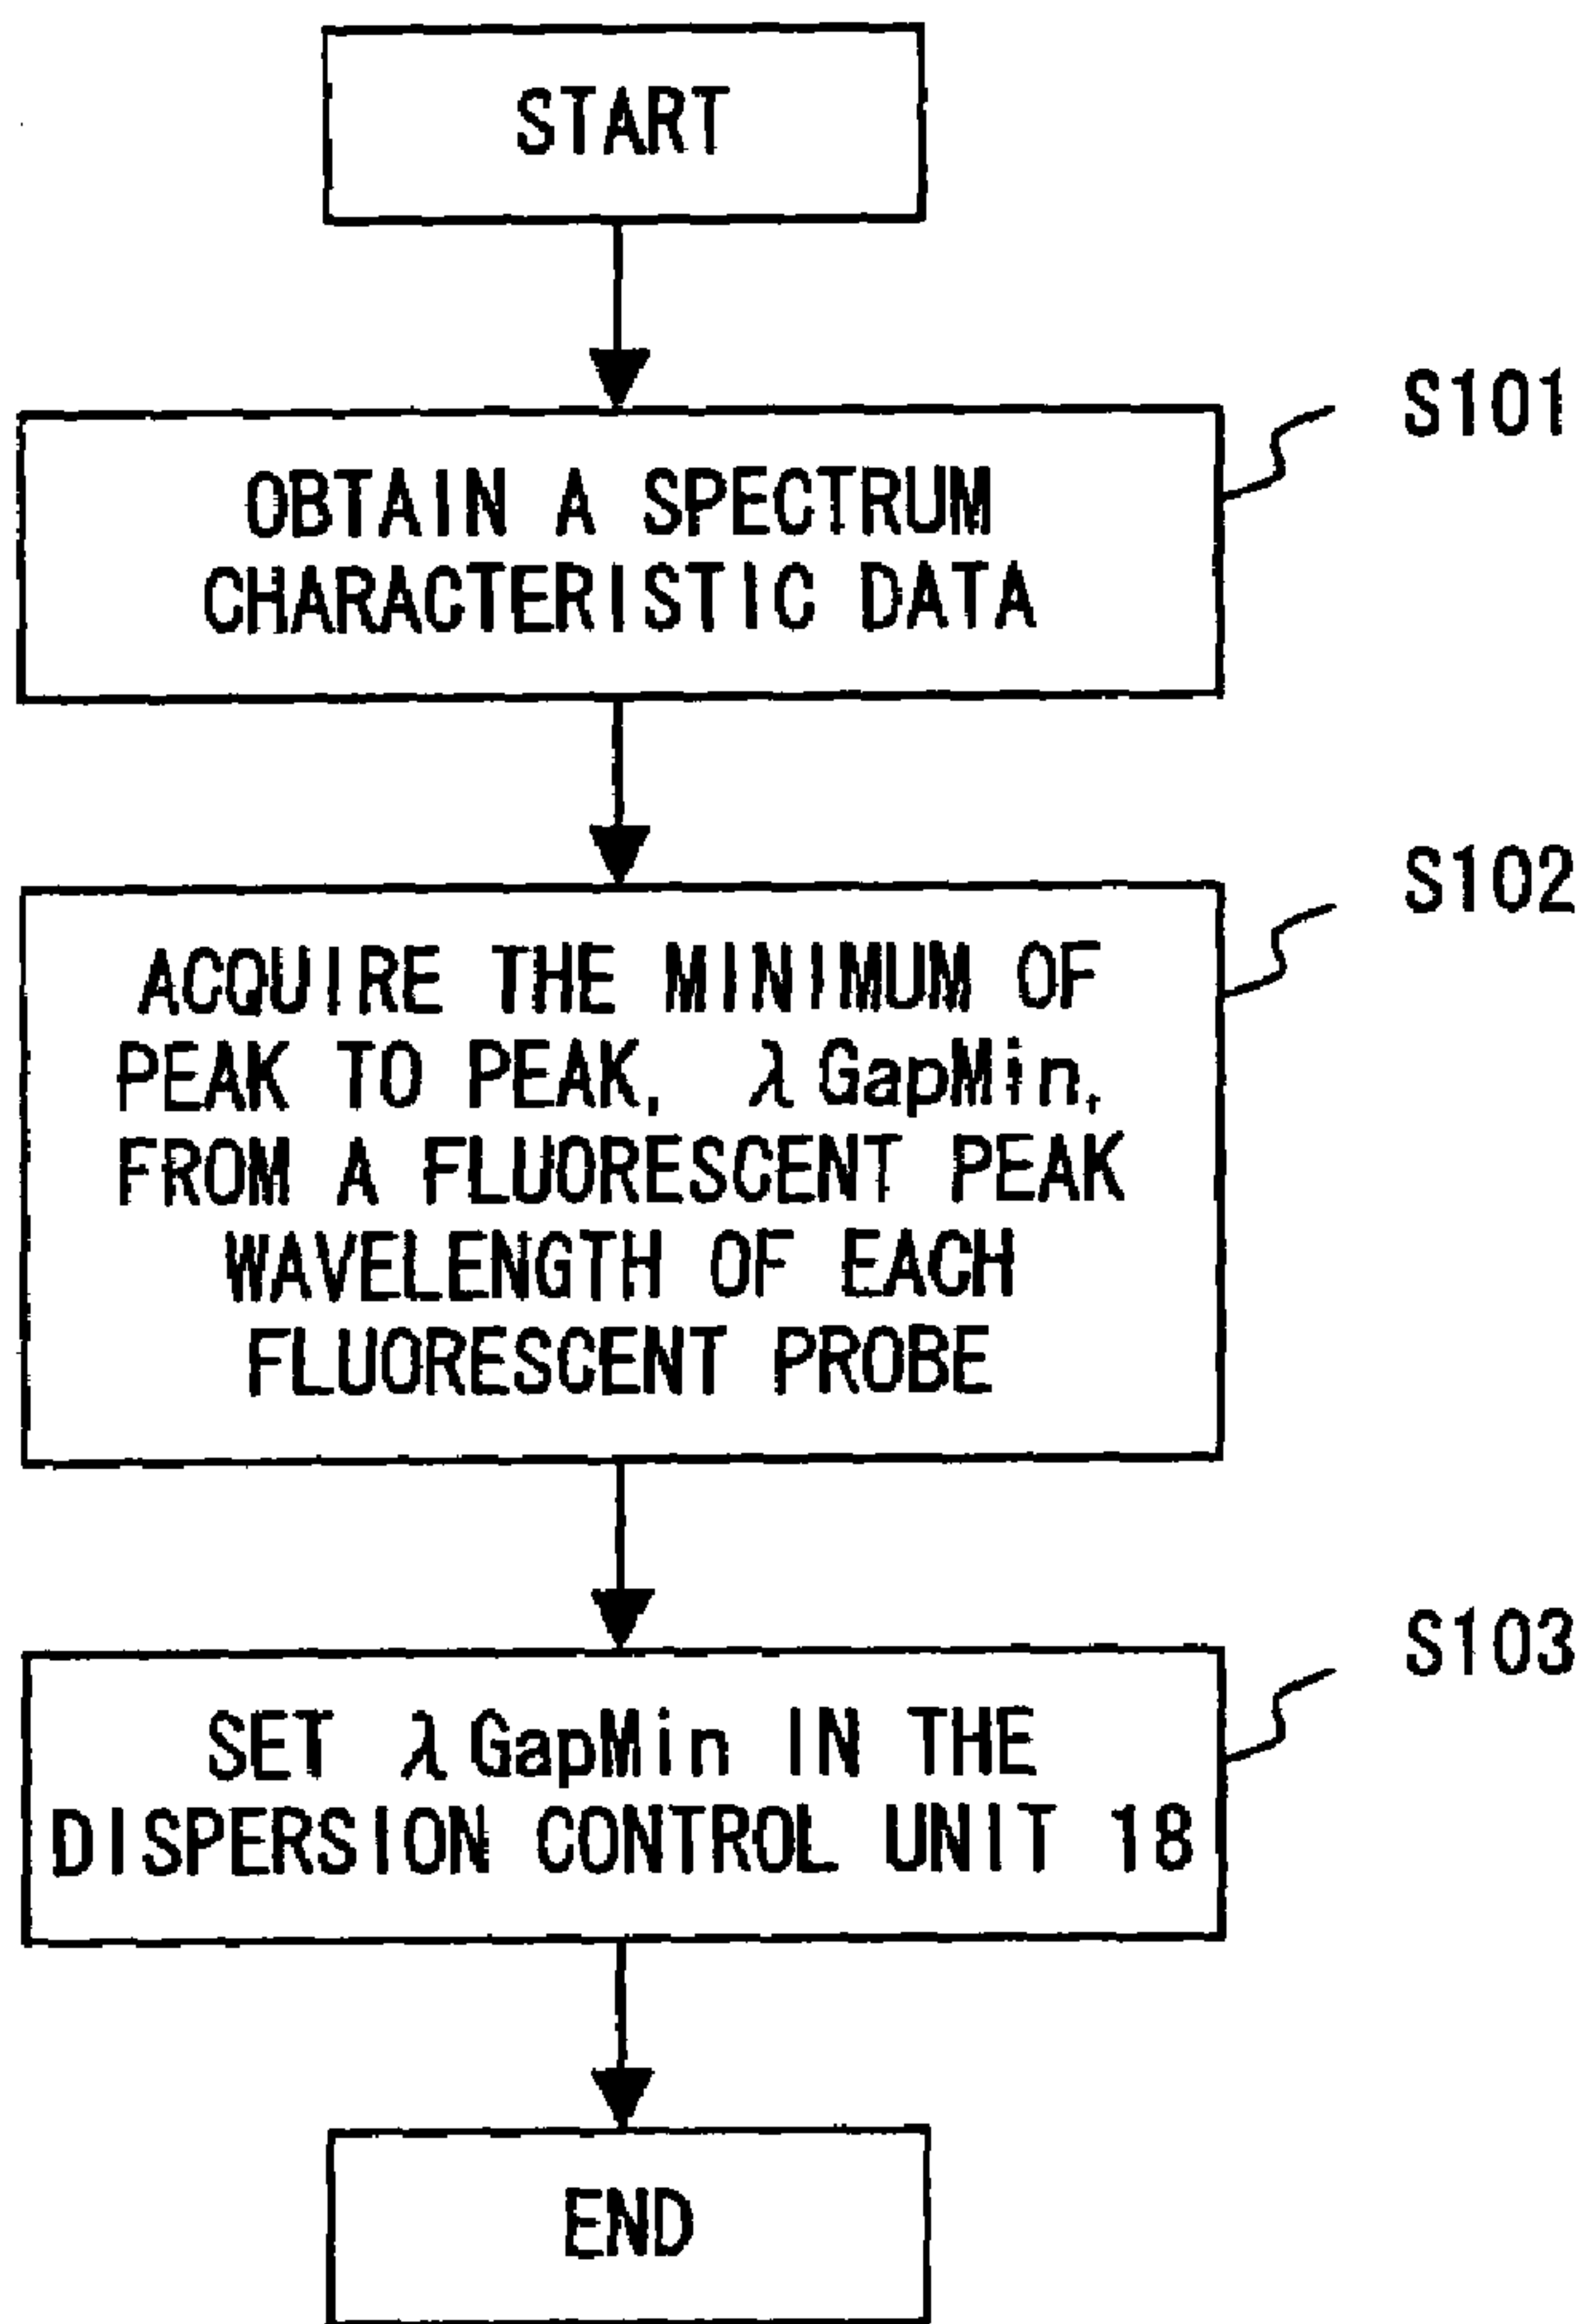 START
S101
OBTAIN A SPECTRUM
CHARACTERISTIC DATA
S102
ACQUIRE THE MINIMUM OF
PEAK TO PEAK, λGapMin,
FROM A FLUORESCENT PEAK
WAVELENGTH OF EACH
FLUORESCENT PROBE
S103
SET λGapMin IN THE
DISPERSION CONTROL UNIT 18
END